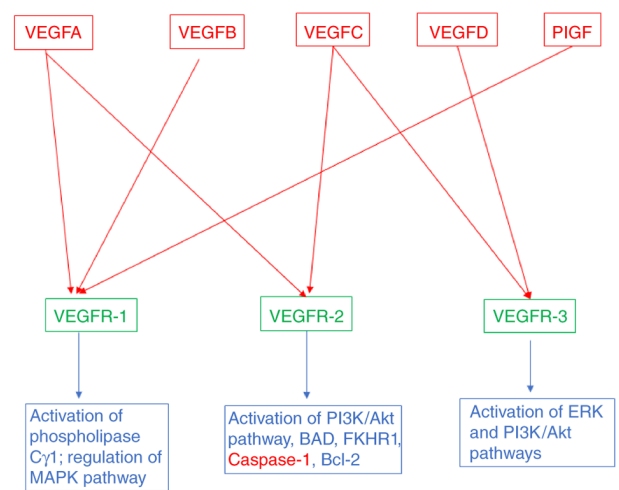 VEGFA
VEGFB
VEGFC
VEGFD
PIGF
VEGFR-1
VEGFR-2
VEGFR-3
Activation of
phospholipase
Cγ1; regulation of
MAPK pathway
Activation of PI3K/Akt
pathway, BAD, FKHR1,
Caspase-1, Bcl-2
Activation of ERK
and PI3K/Akt
pathways